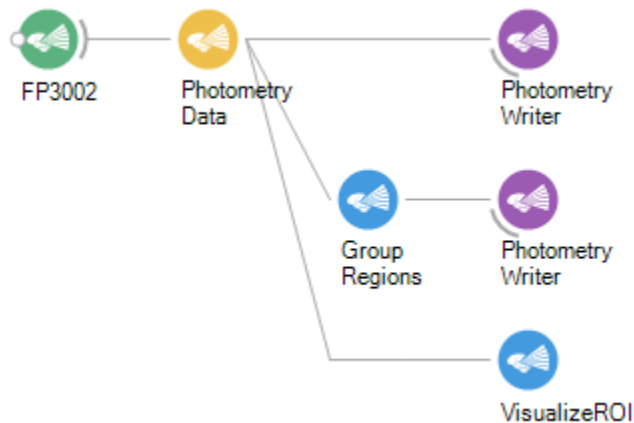 FP3002
Photometry
Data
Photometry
Writer
Group
Regions
Photometry
Writer
VisualizeROI